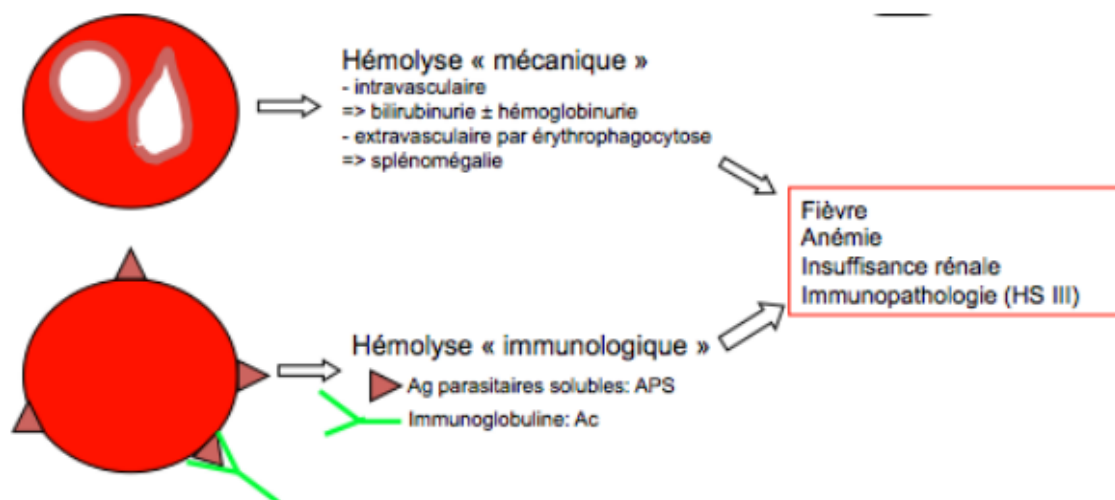 Hémolyse « mécanique »
- intravasculaire
=> bilirubinurie ± hémoglobinurie
- extravasculaire par érythrophagocytose
=> splénomégalie
Fièvre
Anémie
Insuffisance rénale
Immunopathologie (HS III)
Hémolyse « immunologique »
Ag parasitaires solubles: APS
Immunoglobuline: Ac